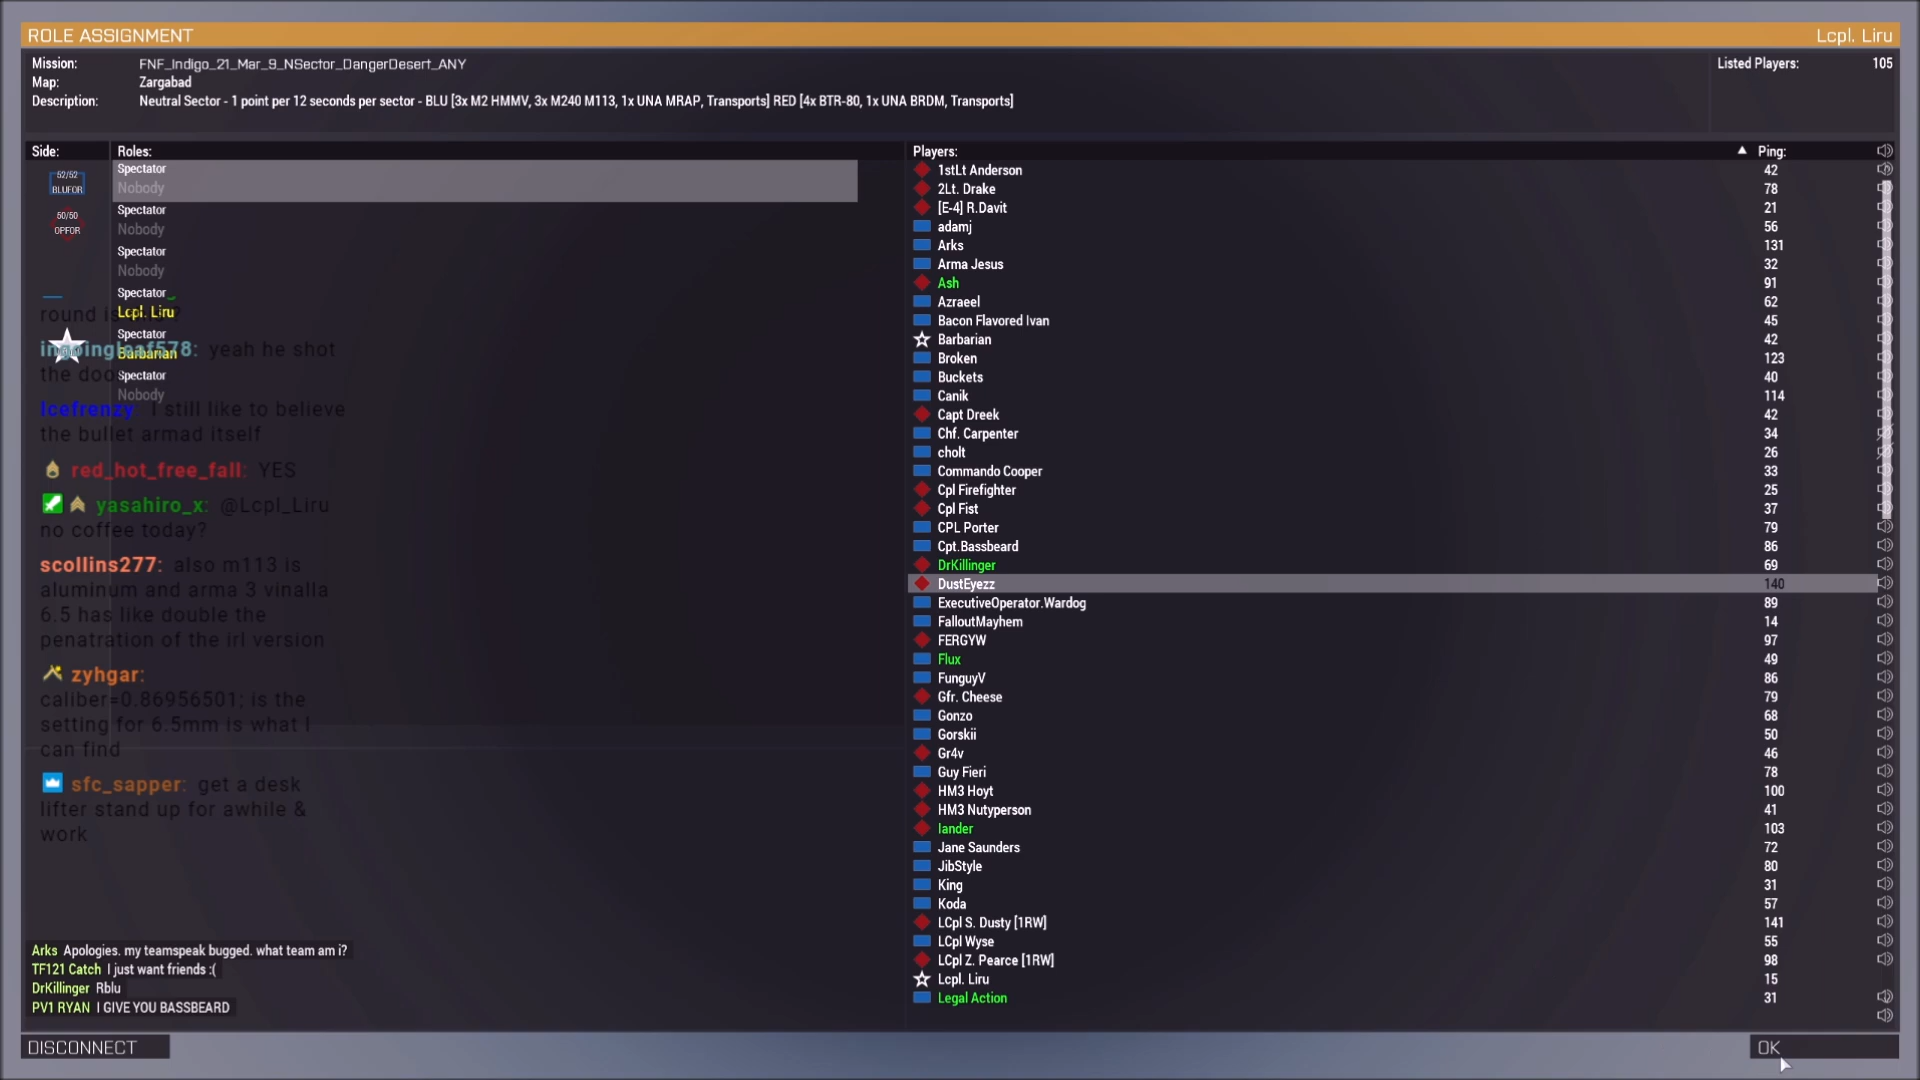 ROLE ASSIGNMENT
Lcpl. Liru
Mission: FNF_Indigo_21_Mar_9_NSector_DangerDesert_ANY
Listed Players: 105
Map: Zargabad
Description: Neutral Sector - 1 point per 12 seconds per sector - BLU [3x M2 HMMV, 3x M240 M113, 1x UNA MRAP, Transports] RED [4x BTR-80, 1x UNA BRDM, Transports]
Side:
52/52
BLUFOR
50/50
OPFOR
Roles:
Spectator
Nobody
Spectator
Nobody
Spectator
Nobody
Spectator
Lcpl. Liru
Spectator
Barbarian
Spectator
Nobody
round
ingoingleaf578: yeah he shot
the doo
Icefrenzy I still like to believe
the bullet armad itself
red_hot_free_fall: YES
yasahiro_x: @Lcpl_Liru
no coffee today?
scollins277: also m113 is
aluminum and arma 3 vinalla
6.5 has like double the
penatration of the irl version
zyhgar:
caliber=0.86956501; is the
setting for 6.5mm is what I
can find
sfc_sapper: get a desk
lifter stand up for awhile &
work
Arks Apologies. my teamspeak bugged. what team am i?
TF121 Catch I just want friends :(
DrKillinger Rblu
PV1 RYAN I GIVE YOU BASSBEARD
Players: Ping:
1stLt Anderson 42
2Lt. Drake 78
[E-4] R.Davit 21
adamj 56
Arks 131
Arma Jesus 32
Ash 91
Azraeel 62
Bacon Flavored Ivan 45
Barbarian 42
Broken 123
Buckets 40
Canik 114
Capt Dreek 42
Chf. Carpenter 34
cholt 26
Commando Cooper 33
Cpl Firefighter 25
Cpl Fist 37
CPL Porter 79
Cpt.Bassbeard 86
DrKillinger 69
DustEyezz 140
ExecutiveOperator.Wardog 89
FalloutMayhem 14
FERGYW 97
Flux 49
FunguyV 86
Gfr. Cheese 79
Gonzo 68
Gorskii 50
Gr4v 46
Guy Fieri 78
HM3 Hoyt 100
HM3 Nutyperson 41
lander 103
Jane Saunders 72
JibStyle 80
King 31
Koda 57
LCpl S. Dusty [1RW] 141
LCpl Wyse 55
LCpl Z. Pearce [1RW] 98
Lcpl. Liru 15
Legal Action 31
DISCONNECT
OK